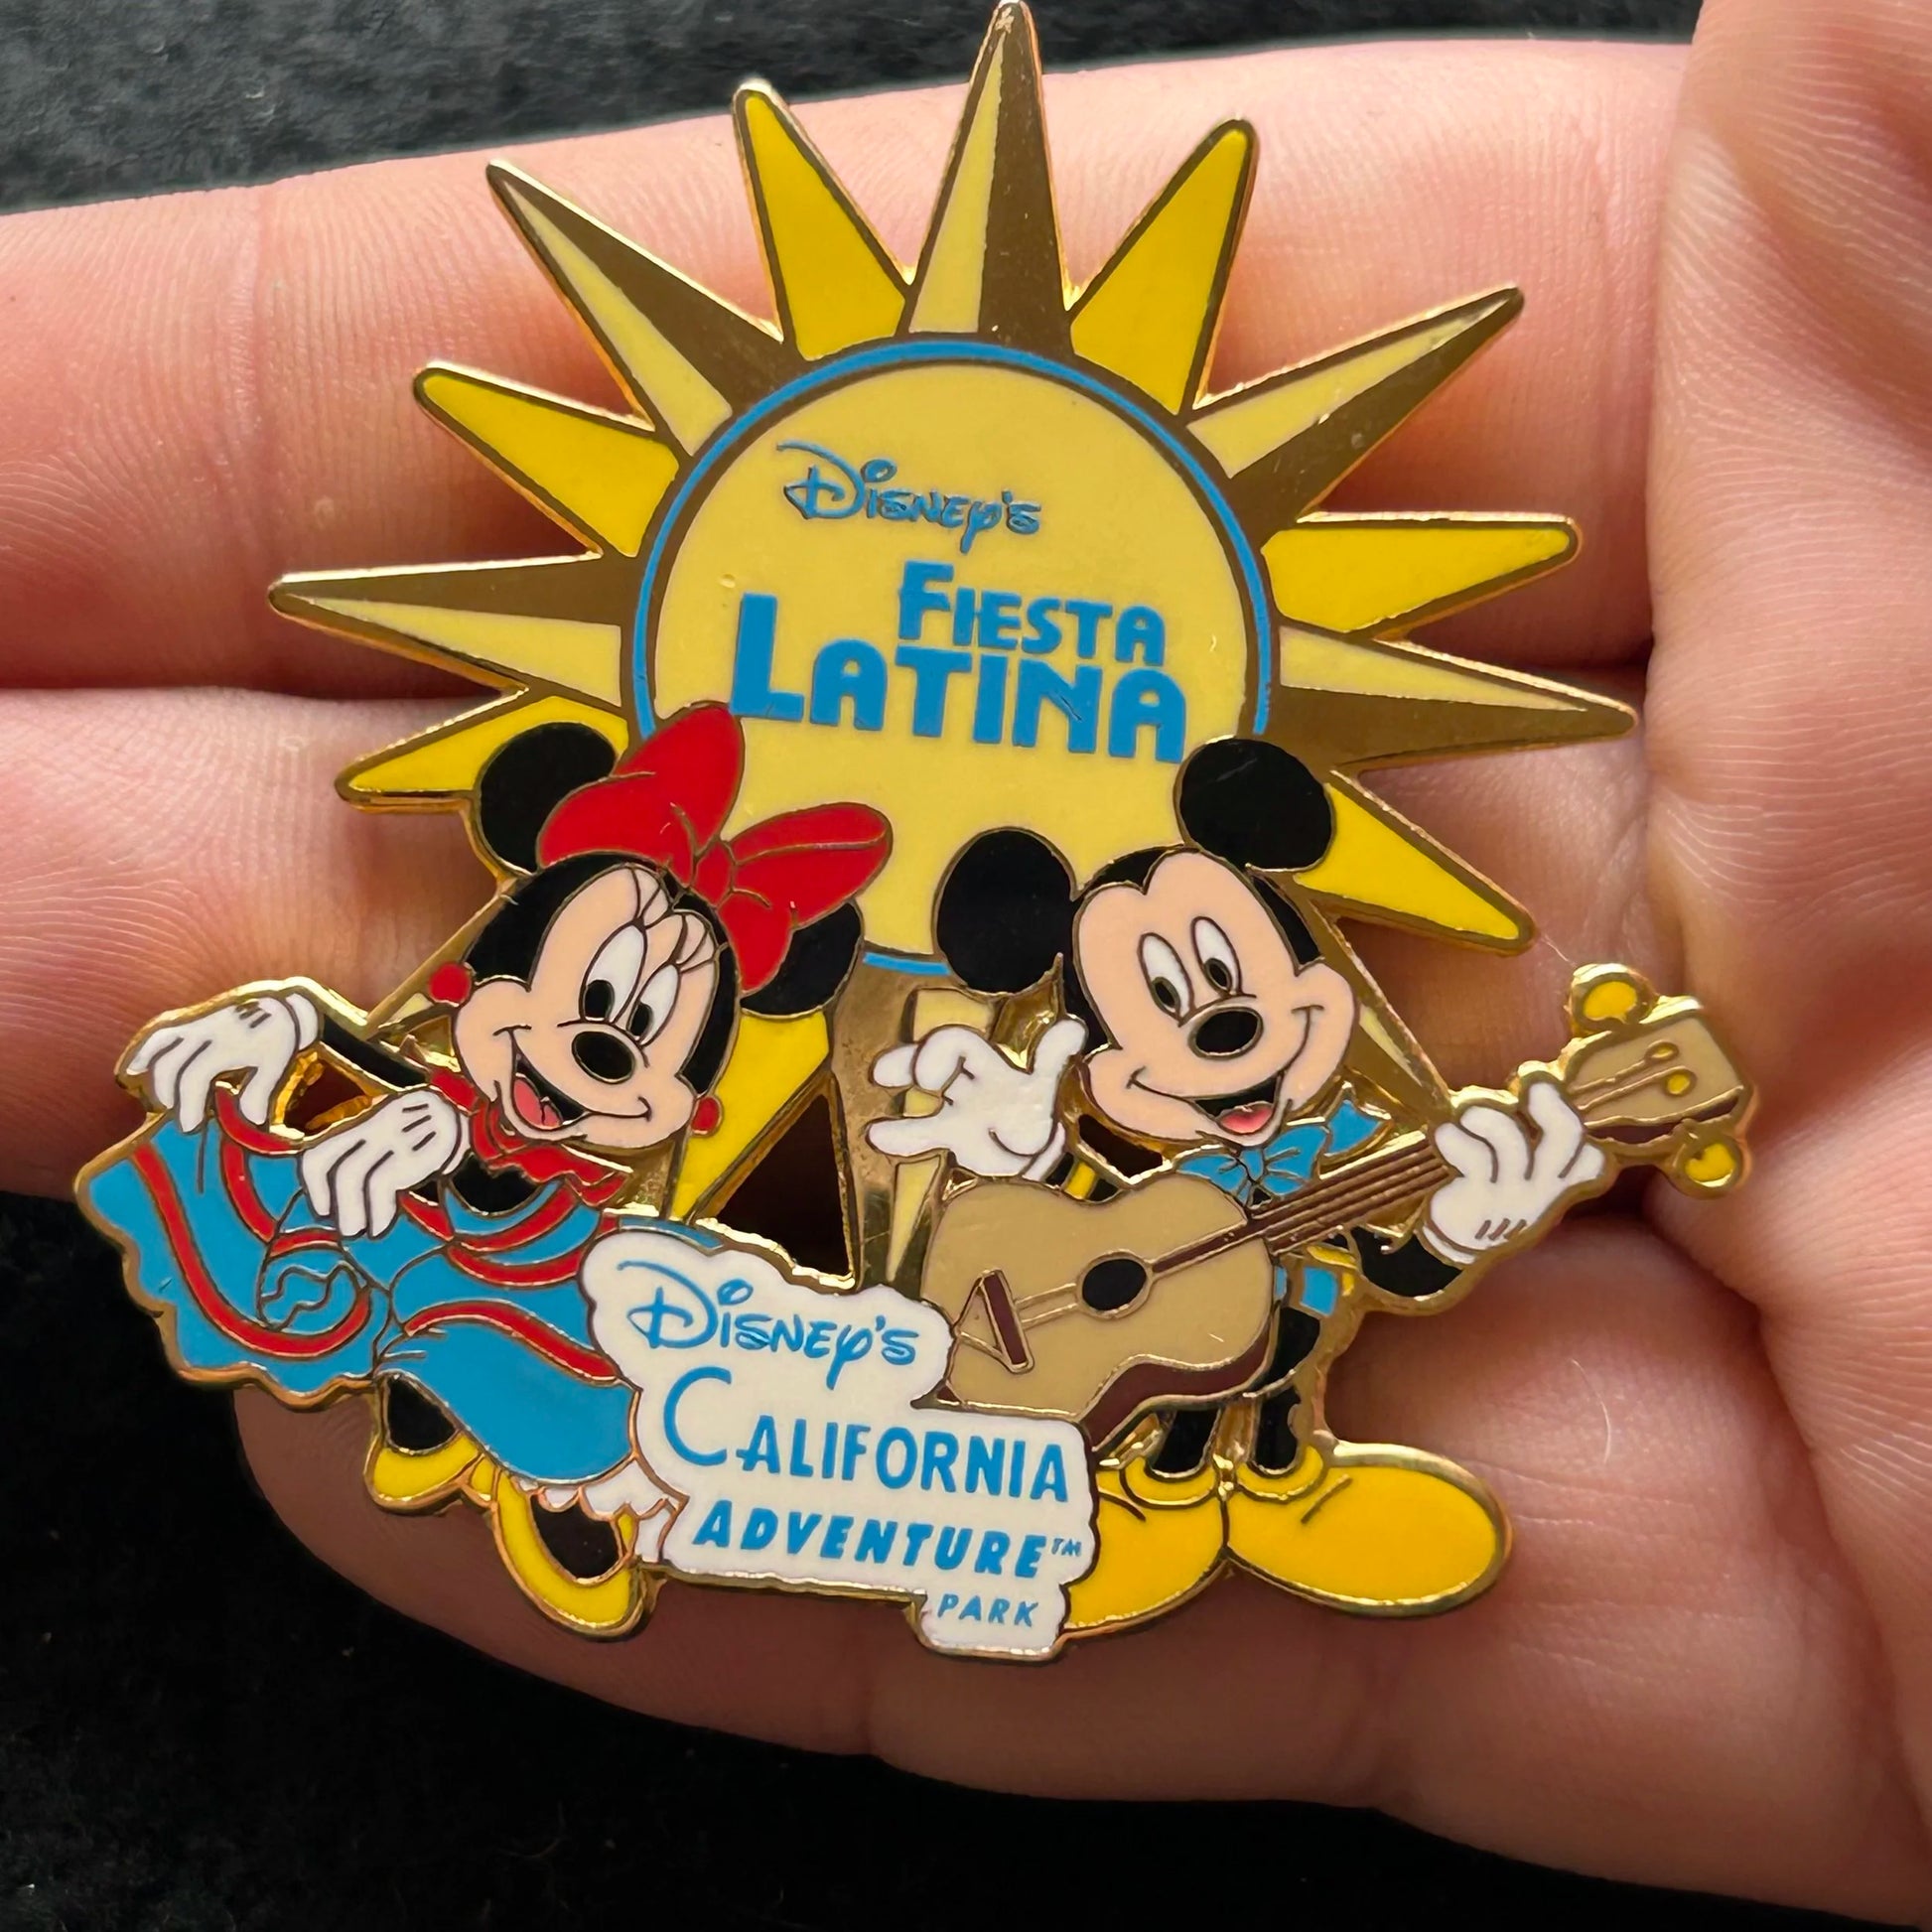 Disney's
FIESTA
LATINA
Disney's
CALIFORNIA
ADVENTURE™
PARK